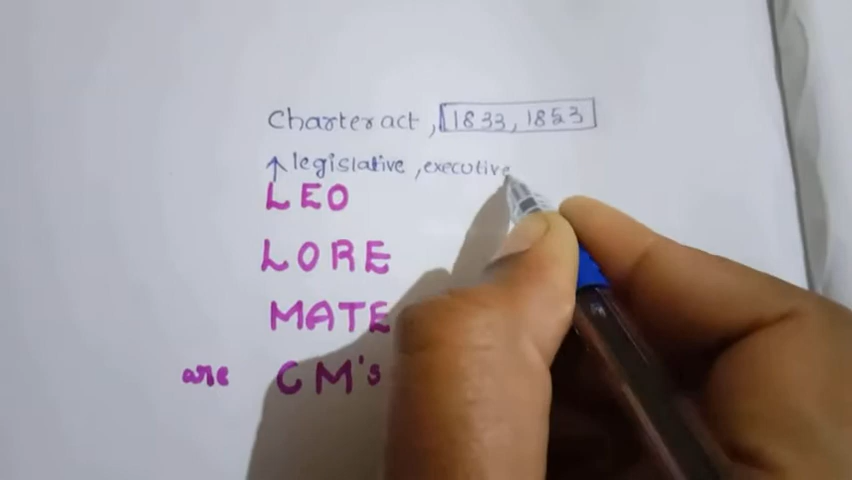 Charter act , 1833, 1853
↑ legislative , executive
LEO
LORE
MATE
are CM's